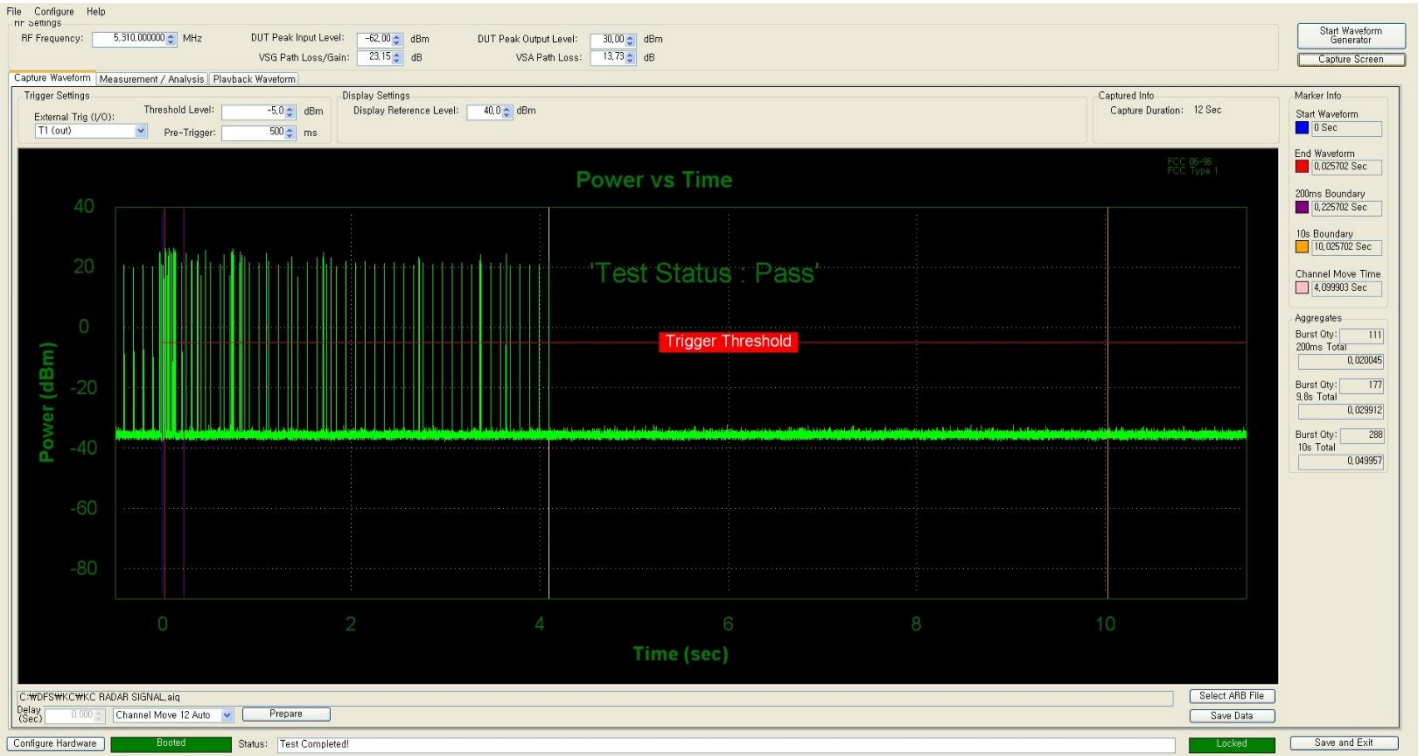 File Configure Help
RF Settings
RF Frequency: 5,310,000000 MHz DUT Peak Input Level: -62,00 dBm DUT Peak Output Level: 30,00 dBm Start Waveform Generator
VSG Path Loss/Gain: 23,15 dB VSA Path Loss: 13,73 dB Capture Screen
Capture Waveform Measurement / Analysis Playback Waveform
Trigger Settings Display Settings Captured Info Marker Info
External Trig (I/O): Threshold Level: -5,0 dBm Display Reference Level: 40,0 dBm Capture Duration: 12 Sec Start Waveform
T1 (out) Pre-Trigger: 500 ms 0 Sec
End Waveform
0,025702 Sec
200ms Boundary
0,225702 Sec
10s Boundary
10,025702 Sec
Channel Move Time
4,099903 Sec
Aggregates
Burst Qty: 111
200ms Total
0,020045
Burst Qty: 177
9.8s Total
0,029912
Burst Qty: 288
10s Total
0,049957
FCC 06-96
FCC Type 1
Power vs Time
'Test Status : Pass'
Trigger Threshold
Power (dBm)
40
20
0
-20
-40
-60
-80
0 2 4 6 8 10
Time (sec)
C:₩DFS₩KC₩KC RADAR SIGNAL.aiq Select ARB File
Delay (Sec) 0.000 Channel Move 12 Auto Prepare Save Data
Configure Hardware Booted Status: Test Completed! Locked Save and Exit